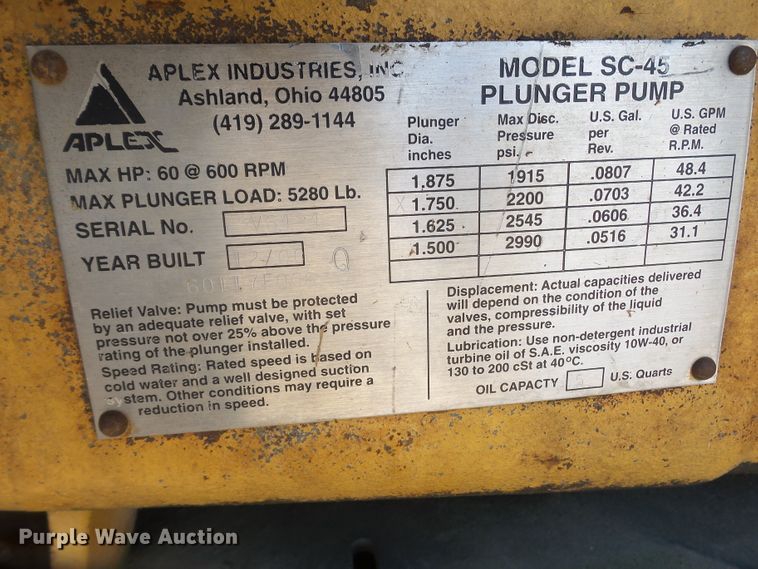 APLEX INDUSTRIES, INC.
Ashland, Ohio 44805
(419) 289-1144
APLEX
MAX HP: 60 @ 600 RPM
MAX PLUNGER LOAD: 5280 Lb.
SERIAL No.
YEAR BUILT
Q
Relief Valve: Pump must be protected
by an adequate relief valve, with set
pressure not over 25% above the pressure
rating of the plunger installed.
Speed Rating: Rated speed is based on
cold water and a well designed suction
system. Other conditions may require a
reduction in speed.
MODEL SC-45
PLUNGER PUMP
Plunger Dia. inches Max Disc. Pressure psi. U.S. Gal. per Rev. U.S. GPM @ Rated R.P.M.
1.875 1915 .0807 48.4
X 1.750 2200 .0703 42.2
1.625 2545 .0606 36.4
1.500 2990 .0516 31.1
Displacement: Actual capacities delivered
will depend on the condition of the
valves, compressibility of the liquid
and the pressure.
Lubrication: Use non-detergent industrial
turbine oil of S.A.E. viscosity 10W-40, or
130 to 200 cSt at 40°C.
OIL CAPACITY U.S. Quarts
Purple Wave Auction